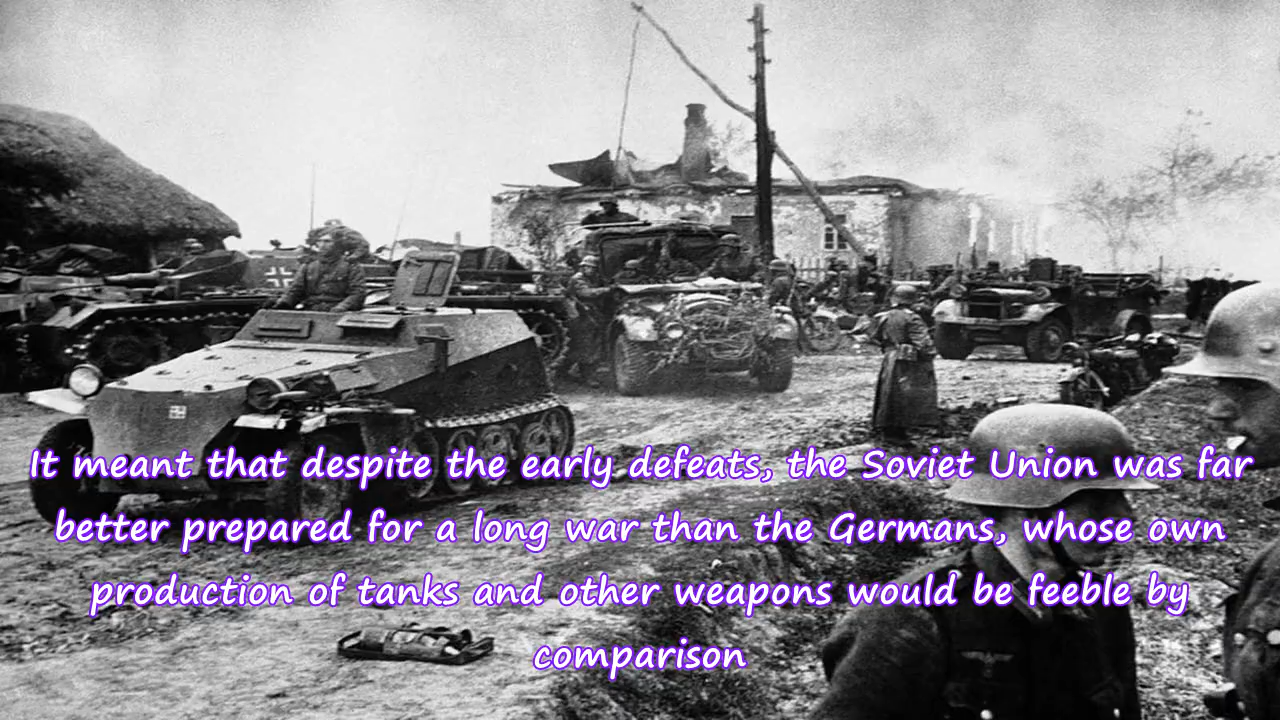 It meant that despite the early defeats, the Soviet Union was far
better prepared for a long war than the Germans, whose own
production of tanks and other weapons would be feeble by
comparison